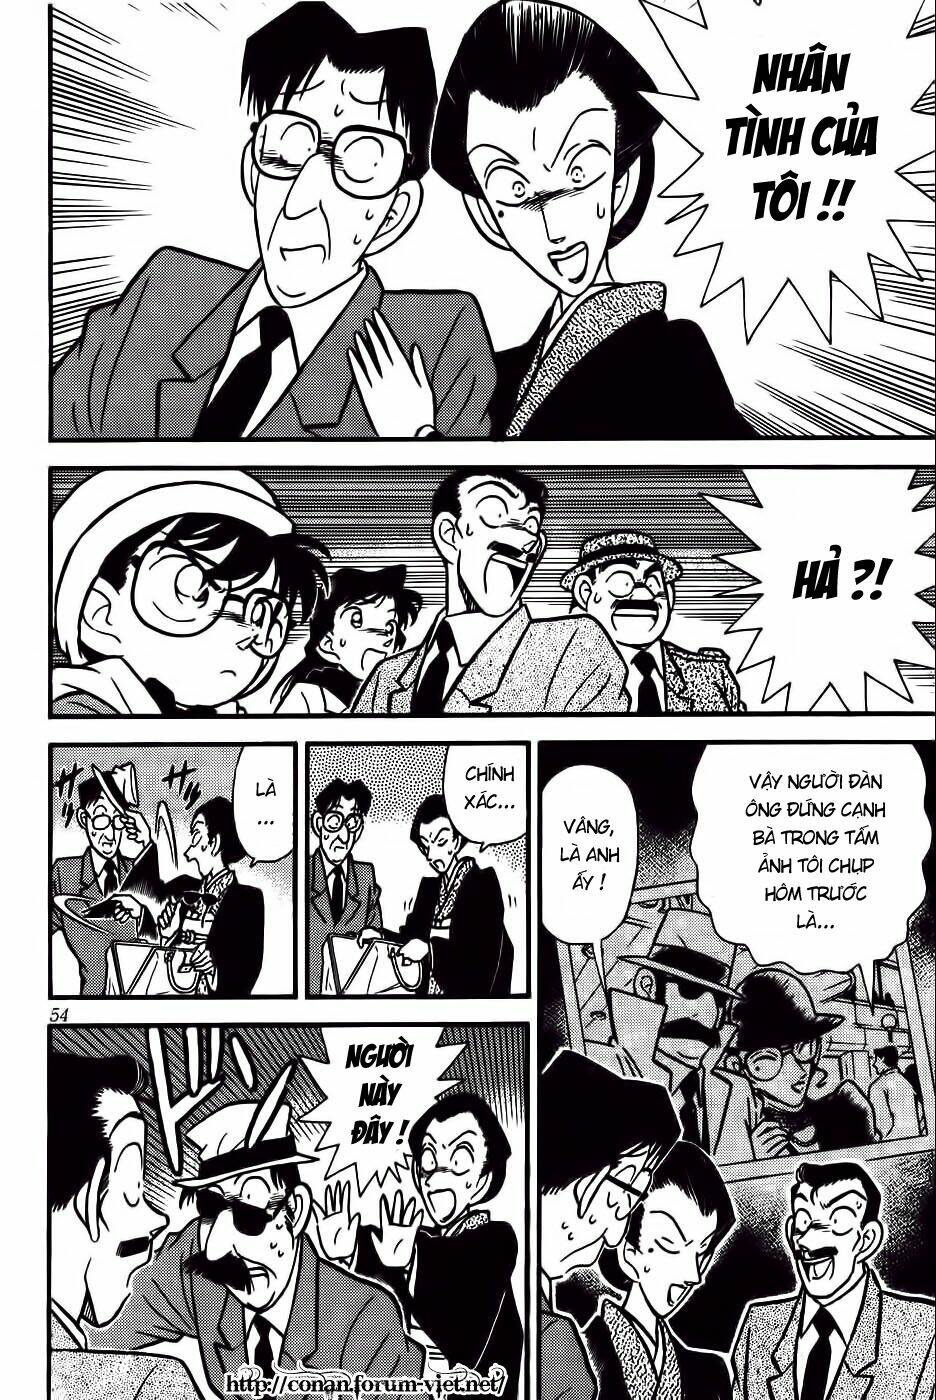 NHÂN
TÌNH CỦA
TÔI !!
HẢ ?!
VẬY NGƯỜI ĐÀN
ÔNG ĐỨNG CẠNH
BÀ TRONG TẤM
ẢNH TÔI CHỤP
HÔM TRƯỚC
LÀ...
VÂNG,
LÀ ANH
ẤY !
CHÍNH
XÁC...
LÀ
...
54
NGƯỜI
NÀY
ĐÂY !
http://conan.forum-viet.net/